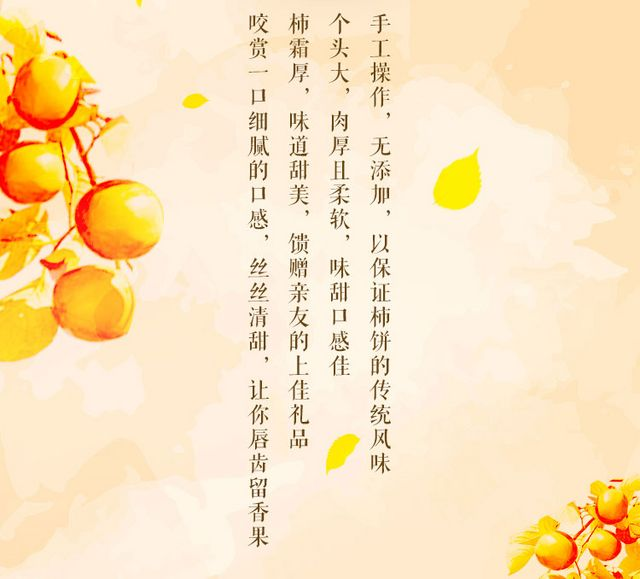 手工操作，无添加，以保证柿饼的传统风味
个头大，肉厚且柔软，味甜口感佳
柿霜厚，味道甜美，馈赠亲友的上佳礼品
咬赏一口细腻的口感，丝丝清甜，让你唇齿留香果